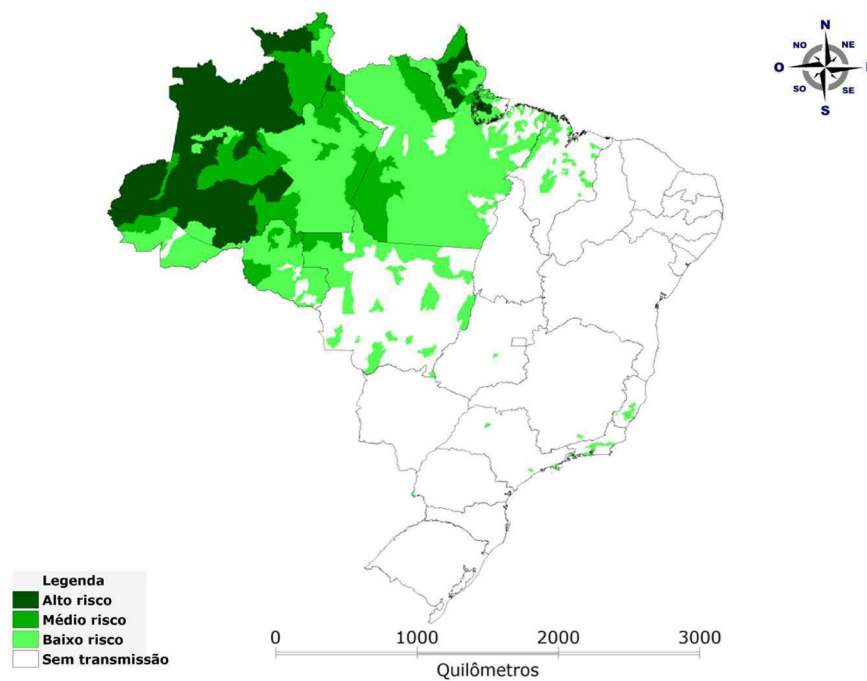 N
NO
NE
O
SO
SE
S
Legenda
Alto risco
Médio risco
Baixo risco
Sem transmissão
0
1000
2000
3000
Quilômetros